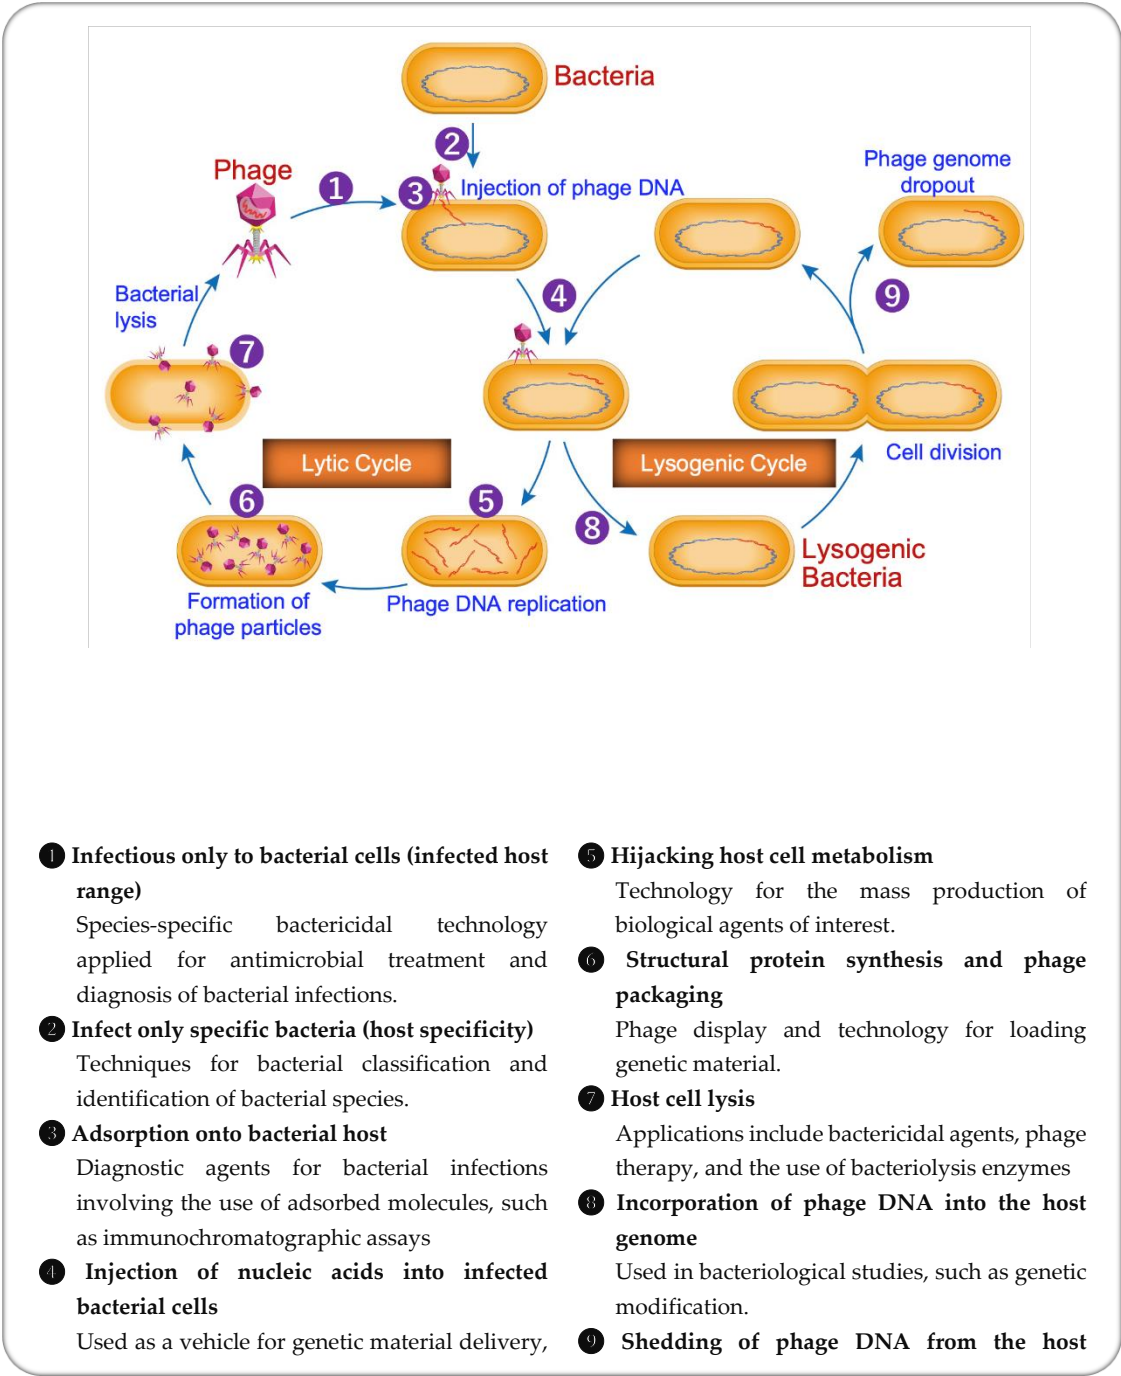 Bacteria
2
Phage
1
3
Injection of phage DNA
Phage genome
dropout
4
9
Bacterial
lysis
7
Lytic Cycle
Lysogenic Cycle
Cell division
6
5
8
Lysogenic
Bacteria
Formation of
phage particles
Phage DNA replication
1 Infectious only to bacterial cells (infected host
range)
Species-specific bactericidal technology
applied for antimicrobial treatment and
diagnosis of bacterial infections.
2 Infect only specific bacteria (host specificity)
Techniques for bacterial classification and
identification of bacterial species.
3 Adsorption onto bacterial host
Diagnostic agents for bacterial infections
involving the use of adsorbed molecules, such
as immunochromatographic assays
4 Injection of nucleic acids into infected
bacterial cells
Used as a vehicle for genetic material delivery,
5 Hijacking host cell metabolism
Technology for the mass production of
biological agents of interest.
6 Structural protein synthesis and phage
packaging
Phage display and technology for loading
genetic material.
7 Host cell lysis
Applications include bactericidal agents, phage
therapy, and the use of bacteriolysis enzymes
8 Incorporation of phage DNA into the host
genome
Used in bacteriological studies, such as genetic
modification.
9 Shedding of phage DNA from the host